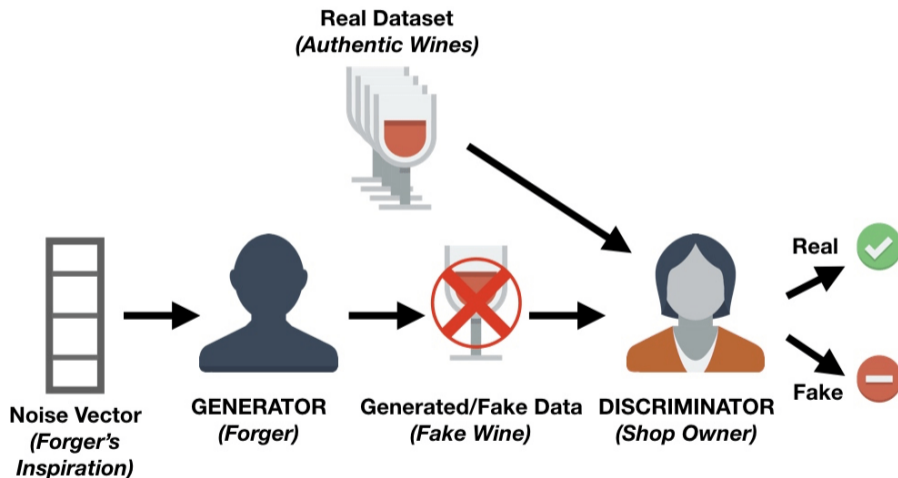 Real Dataset
(Authentic Wines)
Real
Fake
Noise Vector
(Forger's
Inspiration)
GENERATOR
(Forger)
Generated/Fake Data
(Fake Wine)
DISCRIMINATOR
(Shop Owner)